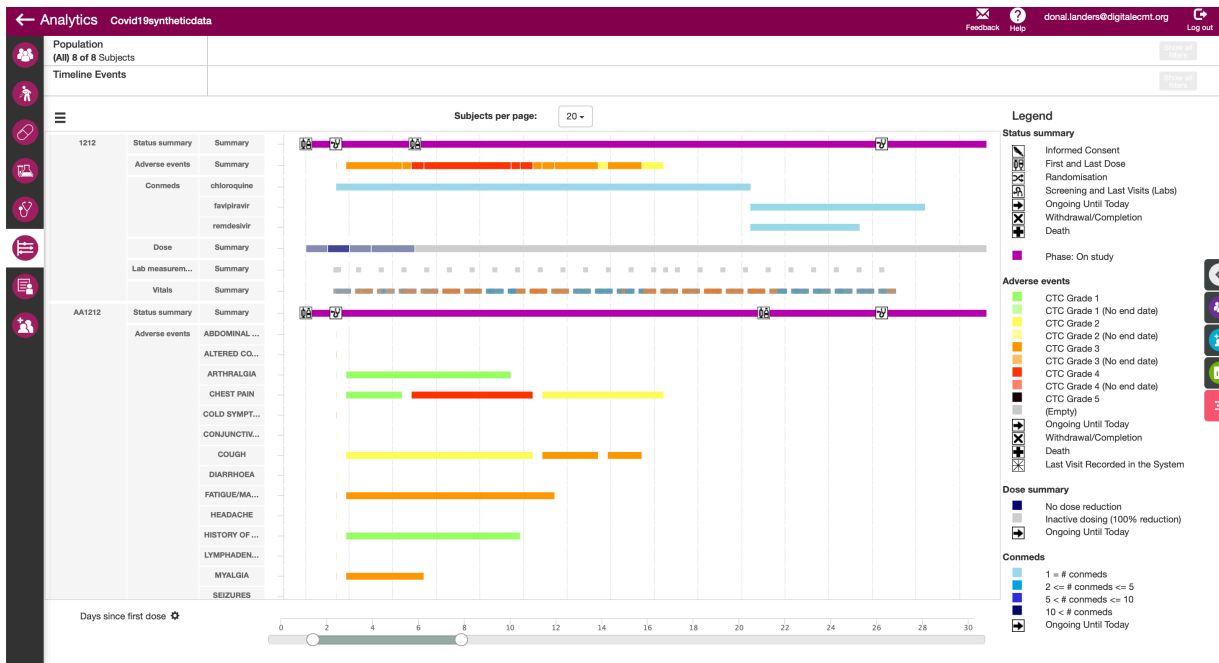 Analytics Covid19syntheticdata
Feedback
Help
donal.landers@digitalecmt.org
Log out
Population
(All) 8 of 8 Subjects
Show all filters
Timeline Events
Show all filters
Subjects per page: 20
1212 Status summary Summary
Adverse events Summary
Conmeds chloroquine
favipiravir
remdesivir
Dose Summary
Lab measurem... Summary
Vitals Summary
AA1212 Status summary Summary
Adverse events ABDOMINAL ...
ALTERED CO...
ARTHRALGIA
CHEST PAIN
COLD SYMPT...
CONJUNCTIV...
COUGH
DIARRHOEA
FATIGUE/MA...
HEADACHE
HISTORY OF ...
LYMPHADEN...
MYALGIA
SEIZURES
Days since first dose
0 2 4 6 8 10 12 14 16 18 20 22 24 26 28 30
Legend
Status summary
Informed Consent
First and Last Dose
Randomisation
Screening and Last Visits (Labs)
Ongoing Until Today
Withdrawal/Completion
Death
Phase: On study
Adverse events
CTC Grade 1
CTC Grade 1 (No end date)
CTC Grade 2
CTC Grade 2 (No end date)
CTC Grade 3
CTC Grade 3 (No end date)
CTC Grade 4
CTC Grade 4 (No end date)
CTC Grade 5
(Empty)
Ongoing Until Today
Withdrawal/Completion
Death
Last Visit Recorded in the System
Dose summary
No dose reduction
Inactive dosing (100% reduction)
Ongoing Until Today
Conmeds
1 = # conmeds
2 <= # conmeds <= 5
5 < # conmeds <= 10
10 < # conmeds
Ongoing Until Today